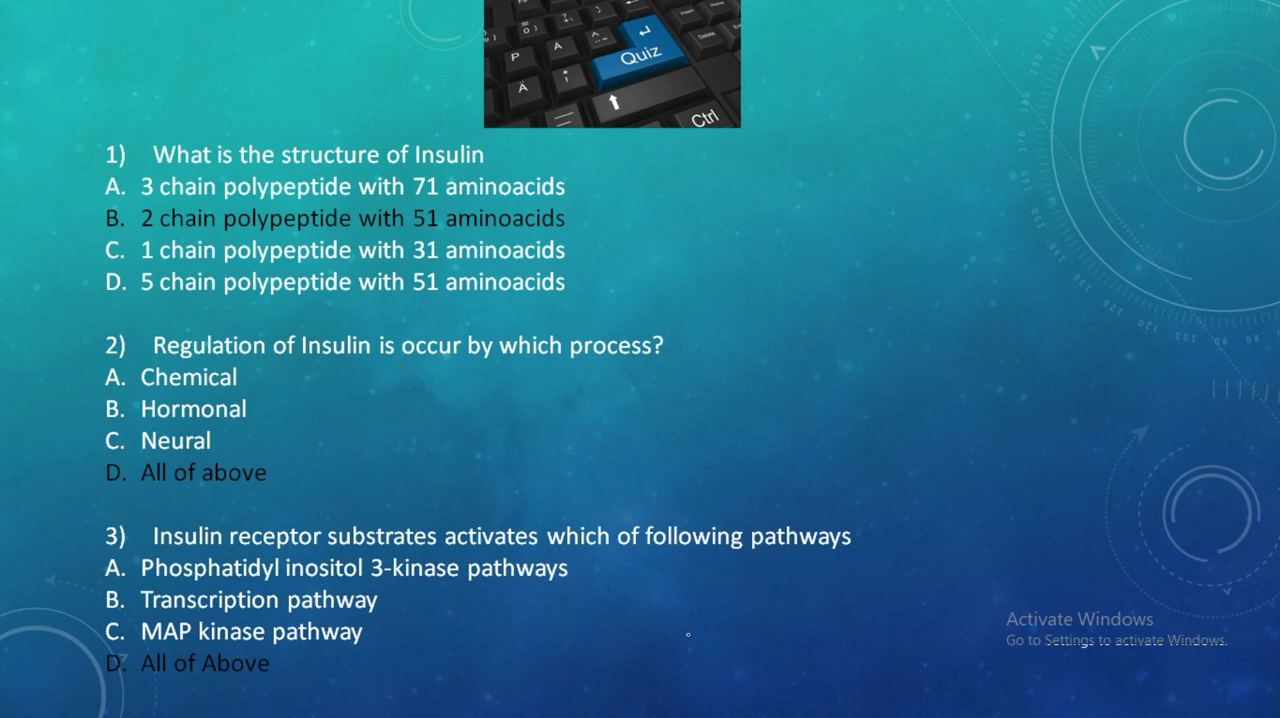 Quiz
P
Ctrl
Delete
1) What is the structure of Insulin
A. 3 chain polypeptide with 71 aminoacids
B. 2 chain polypeptide with 51 aminoacids
C. 1 chain polypeptide with 31 aminoacids
D. 5 chain polypeptide with 51 aminoacids
2) Regulation of Insulin is occur by which process?
A. Chemical
B. Hormonal
C. Neural
D. All of above
3) Insulin receptor substrates activates which of following pathways
A. Phosphatidyl inositol 3-kinase pathways
B. Transcription pathway
C. MAP kinase pathway
D. All of Above
Activate Windows
Go to Settings to activate Windows.